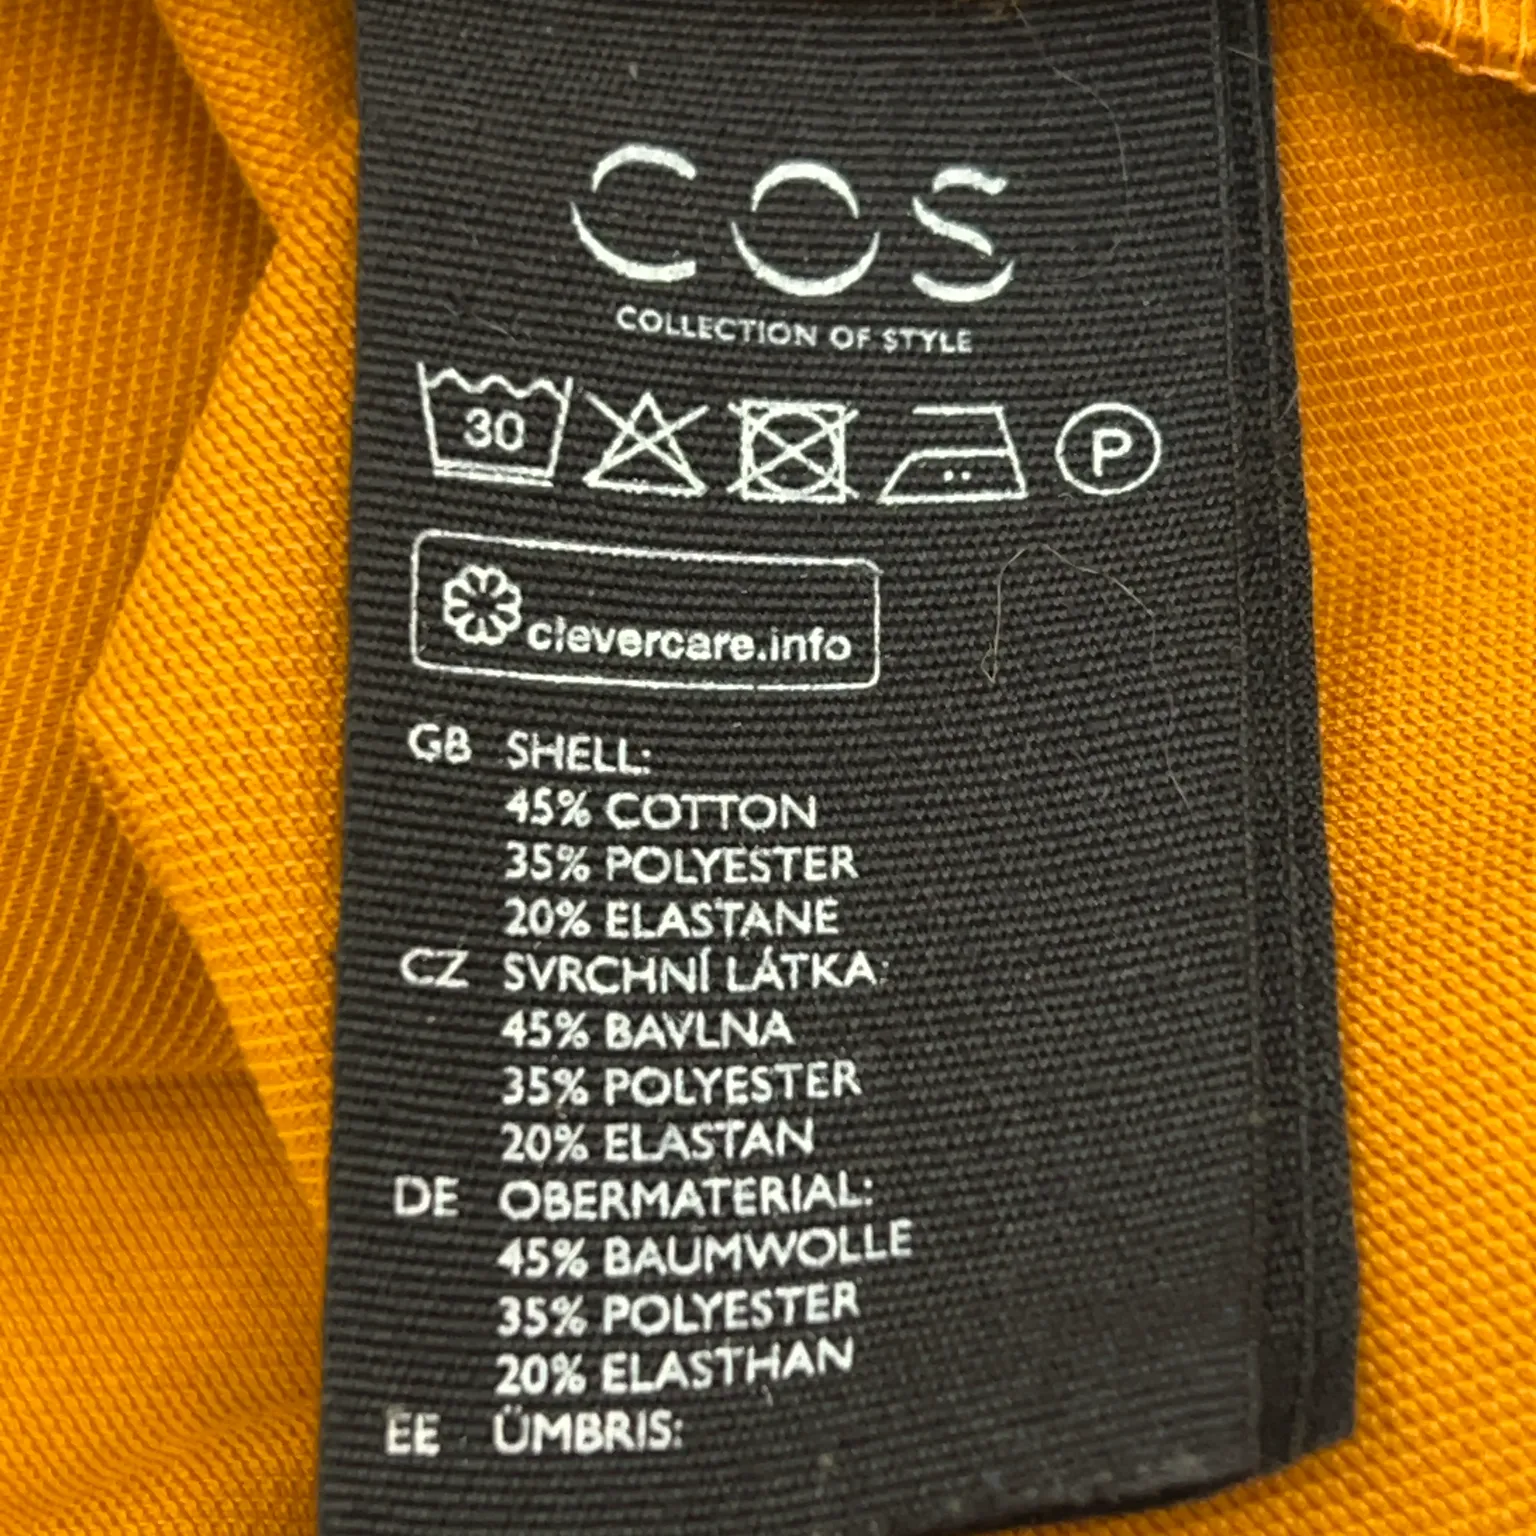 COS
COLLECTION OF STYLE
30 P
clevercare.info
GB SHELL:
45% COTTON
35% POLYESTER
20% ELASTANE
CZ SVRCHNÍ LÁTKA:
45% BAVLNA
35% POLYESTER
20% ELASTAN
DE OBERMATERIAL:
45% BAUMWOLLE
35% POLYESTER
20% ELASTHAN
EE ÜMBRIS: